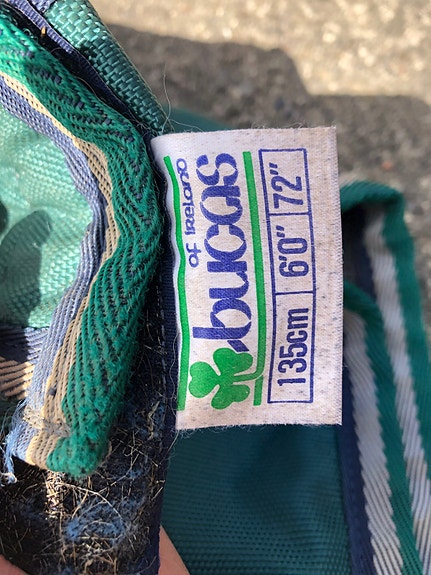 of Ireland
bucas
135cm 6'0" 72"